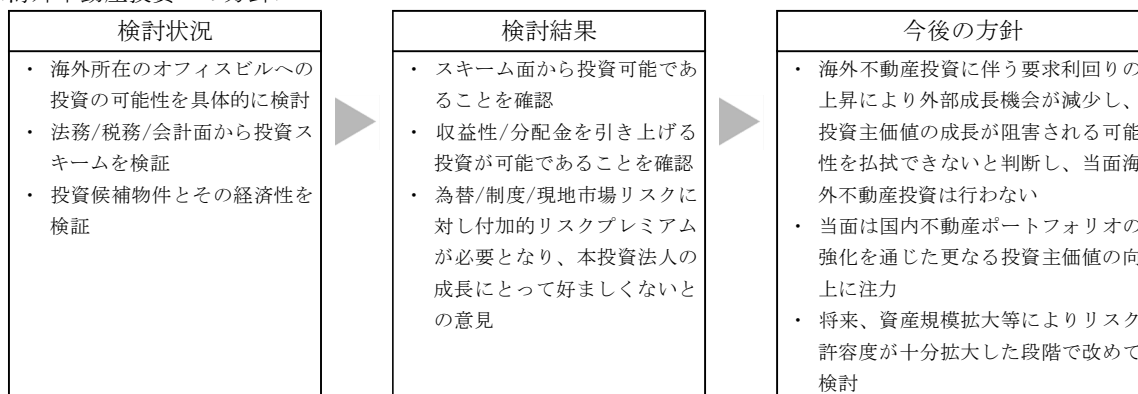 検討状況
・ 海外所在のオフィスビルへの
投資の可能性を具体的に検討
・ 法務/税務/会計面から投資ス
キームを検証
・ 投資候補物件とその経済性を
検証
検討結果
・ スキーム面から投資可能であ
ることを確認
・ 収益性/分配金を引き上げる
投資が可能であることを確認
・ 為替/制度/現地市場リスクに
対し付加的リスクプレミアム
が必要となり、本投資法人の
成長にとって好ましくないと
の意見
今後の方針
・ 海外不動産投資に伴う要求利回りの
上昇により外部成長機会が減少し、
投資主価値の成長が阻害される可能
性を払拭できないと判断し、当面海
外不動産投資は行わない
・ 当面は国内不動産ポートフォリオの
強化を通じた更なる投資主価値の向
上に注力
・ 将来、資産規模拡大等によりリスク
許容度が十分拡大した段階で改めて
検討